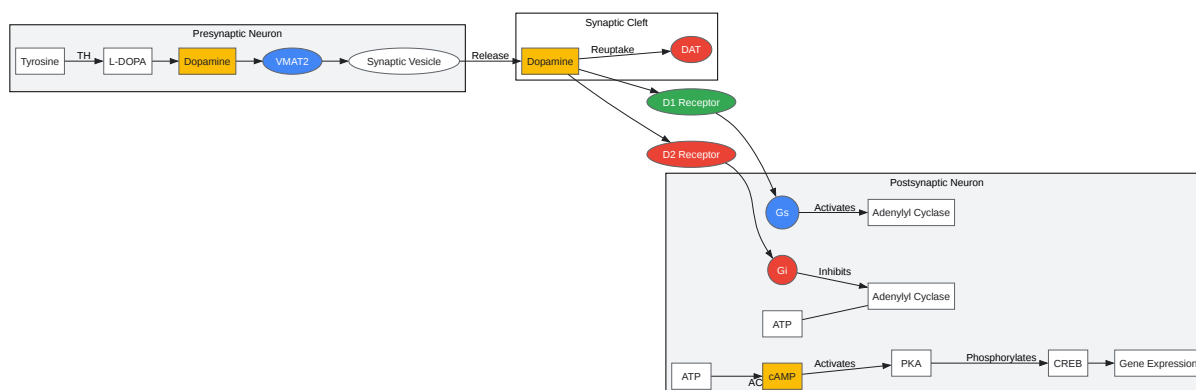 Synaptic Cleft
Presynaptic Neuron
Tyrosine
TH
L-DOPA
Dopamine
VMAT2
Synaptic Vesicle
Release
Dopamine
Reuptake
DAT
D1 Receptor
D2 Receptor
Postsynaptic Neuron
Gs
Activates
Adenylyl Cyclase
Gi
Inhibits
Adenylyl Cyclase
ATP
ATP
AC
cAMP
Activates
PKA
Phosphorylates
CREB
Gene Expression